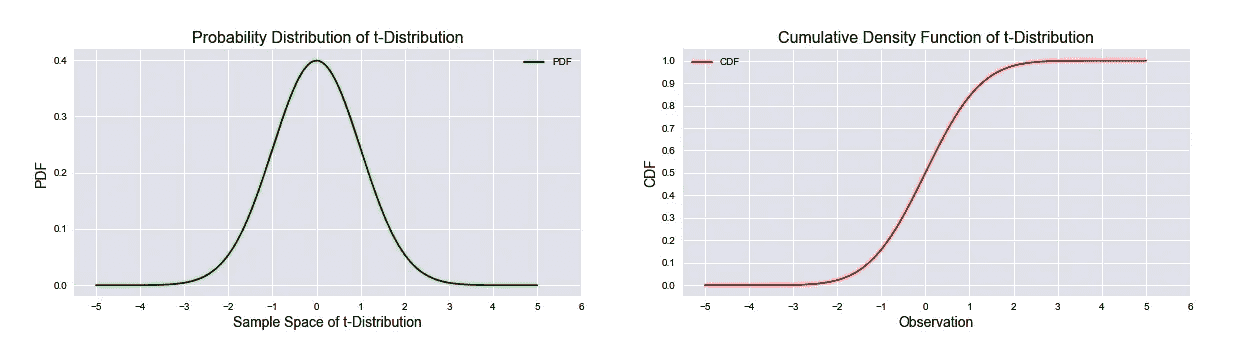 Probability Distribution of t-Distribution
PDF
0.4
0.3
0.2
0.1
0.0
PDF
−5 −4 −3 −2 −1 0 1 2 3 4 5 6
Sample Space of t-Distribution
Cumulative Density Function of t-Distribution
CDF
1.0
0.9
0.8
0.7
0.6
0.5
0.4
0.3
0.2
0.1
0.0
CDF
−5 −4 −3 −2 −1 0 1 2 3 4 5 6
Observation